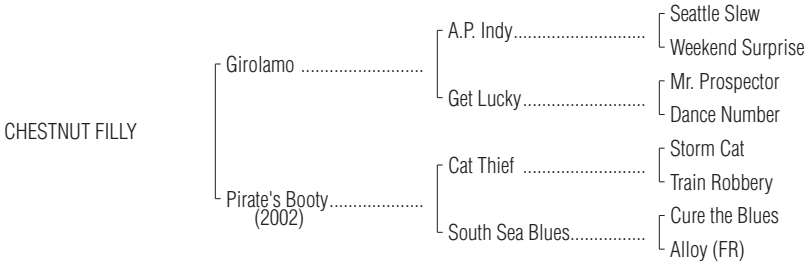 Seattle Slew
A.P. Indy..............................
Weekend Surprise
Girolamo ............................
Mr. Prospector
Get Lucky............................
Dance Number
CHESTNUT FILLY
Storm Cat
Cat Thief ............................
Train Robbery
Pirate's Booty.....................
(2002)
Cure the Blues
South Sea Blues.................
Alloy (FR)